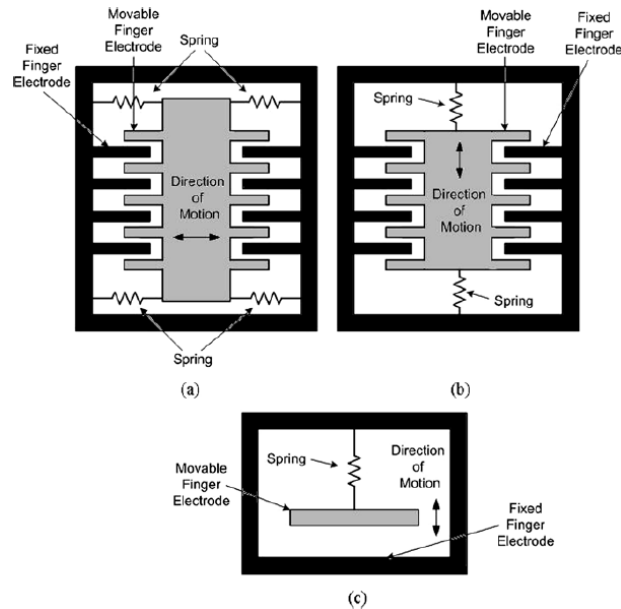 Movable
Finger
Electrode
Spring
Fixed
Finger
Electrode
Direction
of
Motion
Spring
(a)
Movable
Finger
Electrode
Fixed
Finger
Electrode
Spring
Direction
of
Motion
Spring
(b)
Spring
Direction
of
Motion
Movable
Finger
Electrode
Fixed
Finger
Electrode
(c)